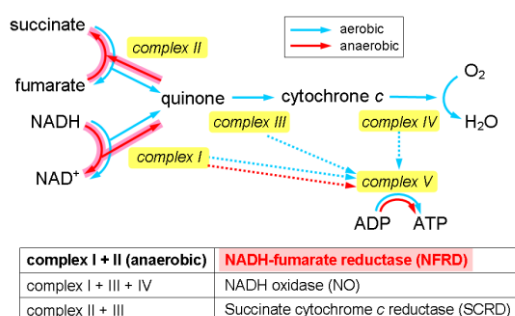 succinate
complex II
aerobic
anaerobic
fumarate
quinone
cytochrome c
O2
H2O
NADH
complex III
complex IV
complex I
NAD+
complex V
ADP
ATP
complex I + II (anaerobic) NADH-fumarate reductase (NFRD)
complex I + III + IV NADH oxidase (NO)
complex II + III Succinate cytochrome c reductase (SCRD)